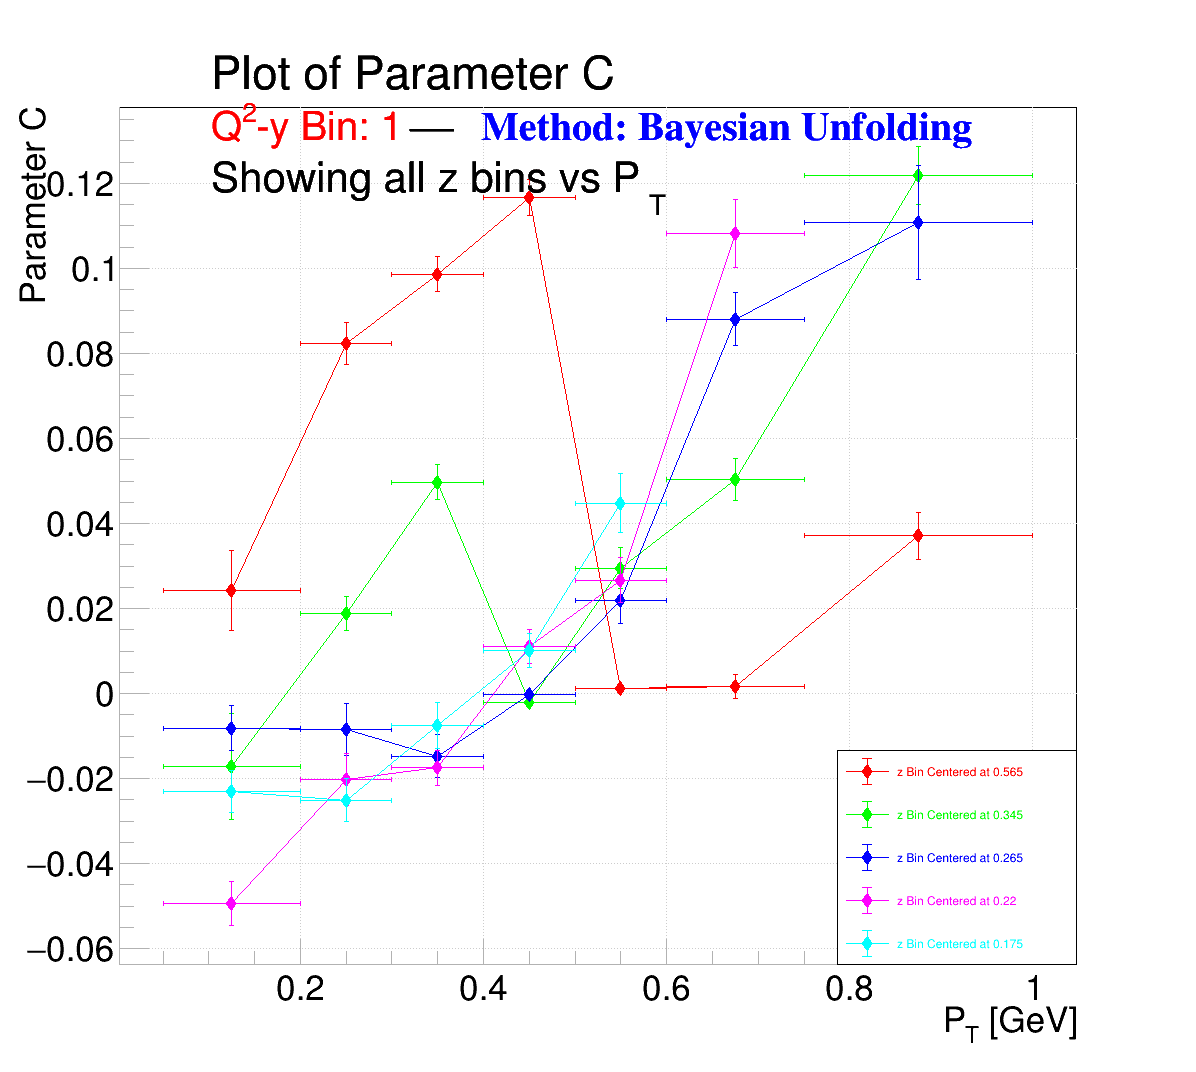 Plot of Parameter C
Q²-y Bin: 1 — Method: Bayesian Unfolding
Showing all z bins vs P T
Parameter C
0.12
0.1
0.08
0.06
0.04
0.02
0
−0.02
−0.04
−0.06
z Bin Centered at 0.565
z Bin Centered at 0.345
z Bin Centered at 0.265
z Bin Centered at 0.22
z Bin Centered at 0.175
0.2 0.4 0.6 0.8 1
P_T [GeV]